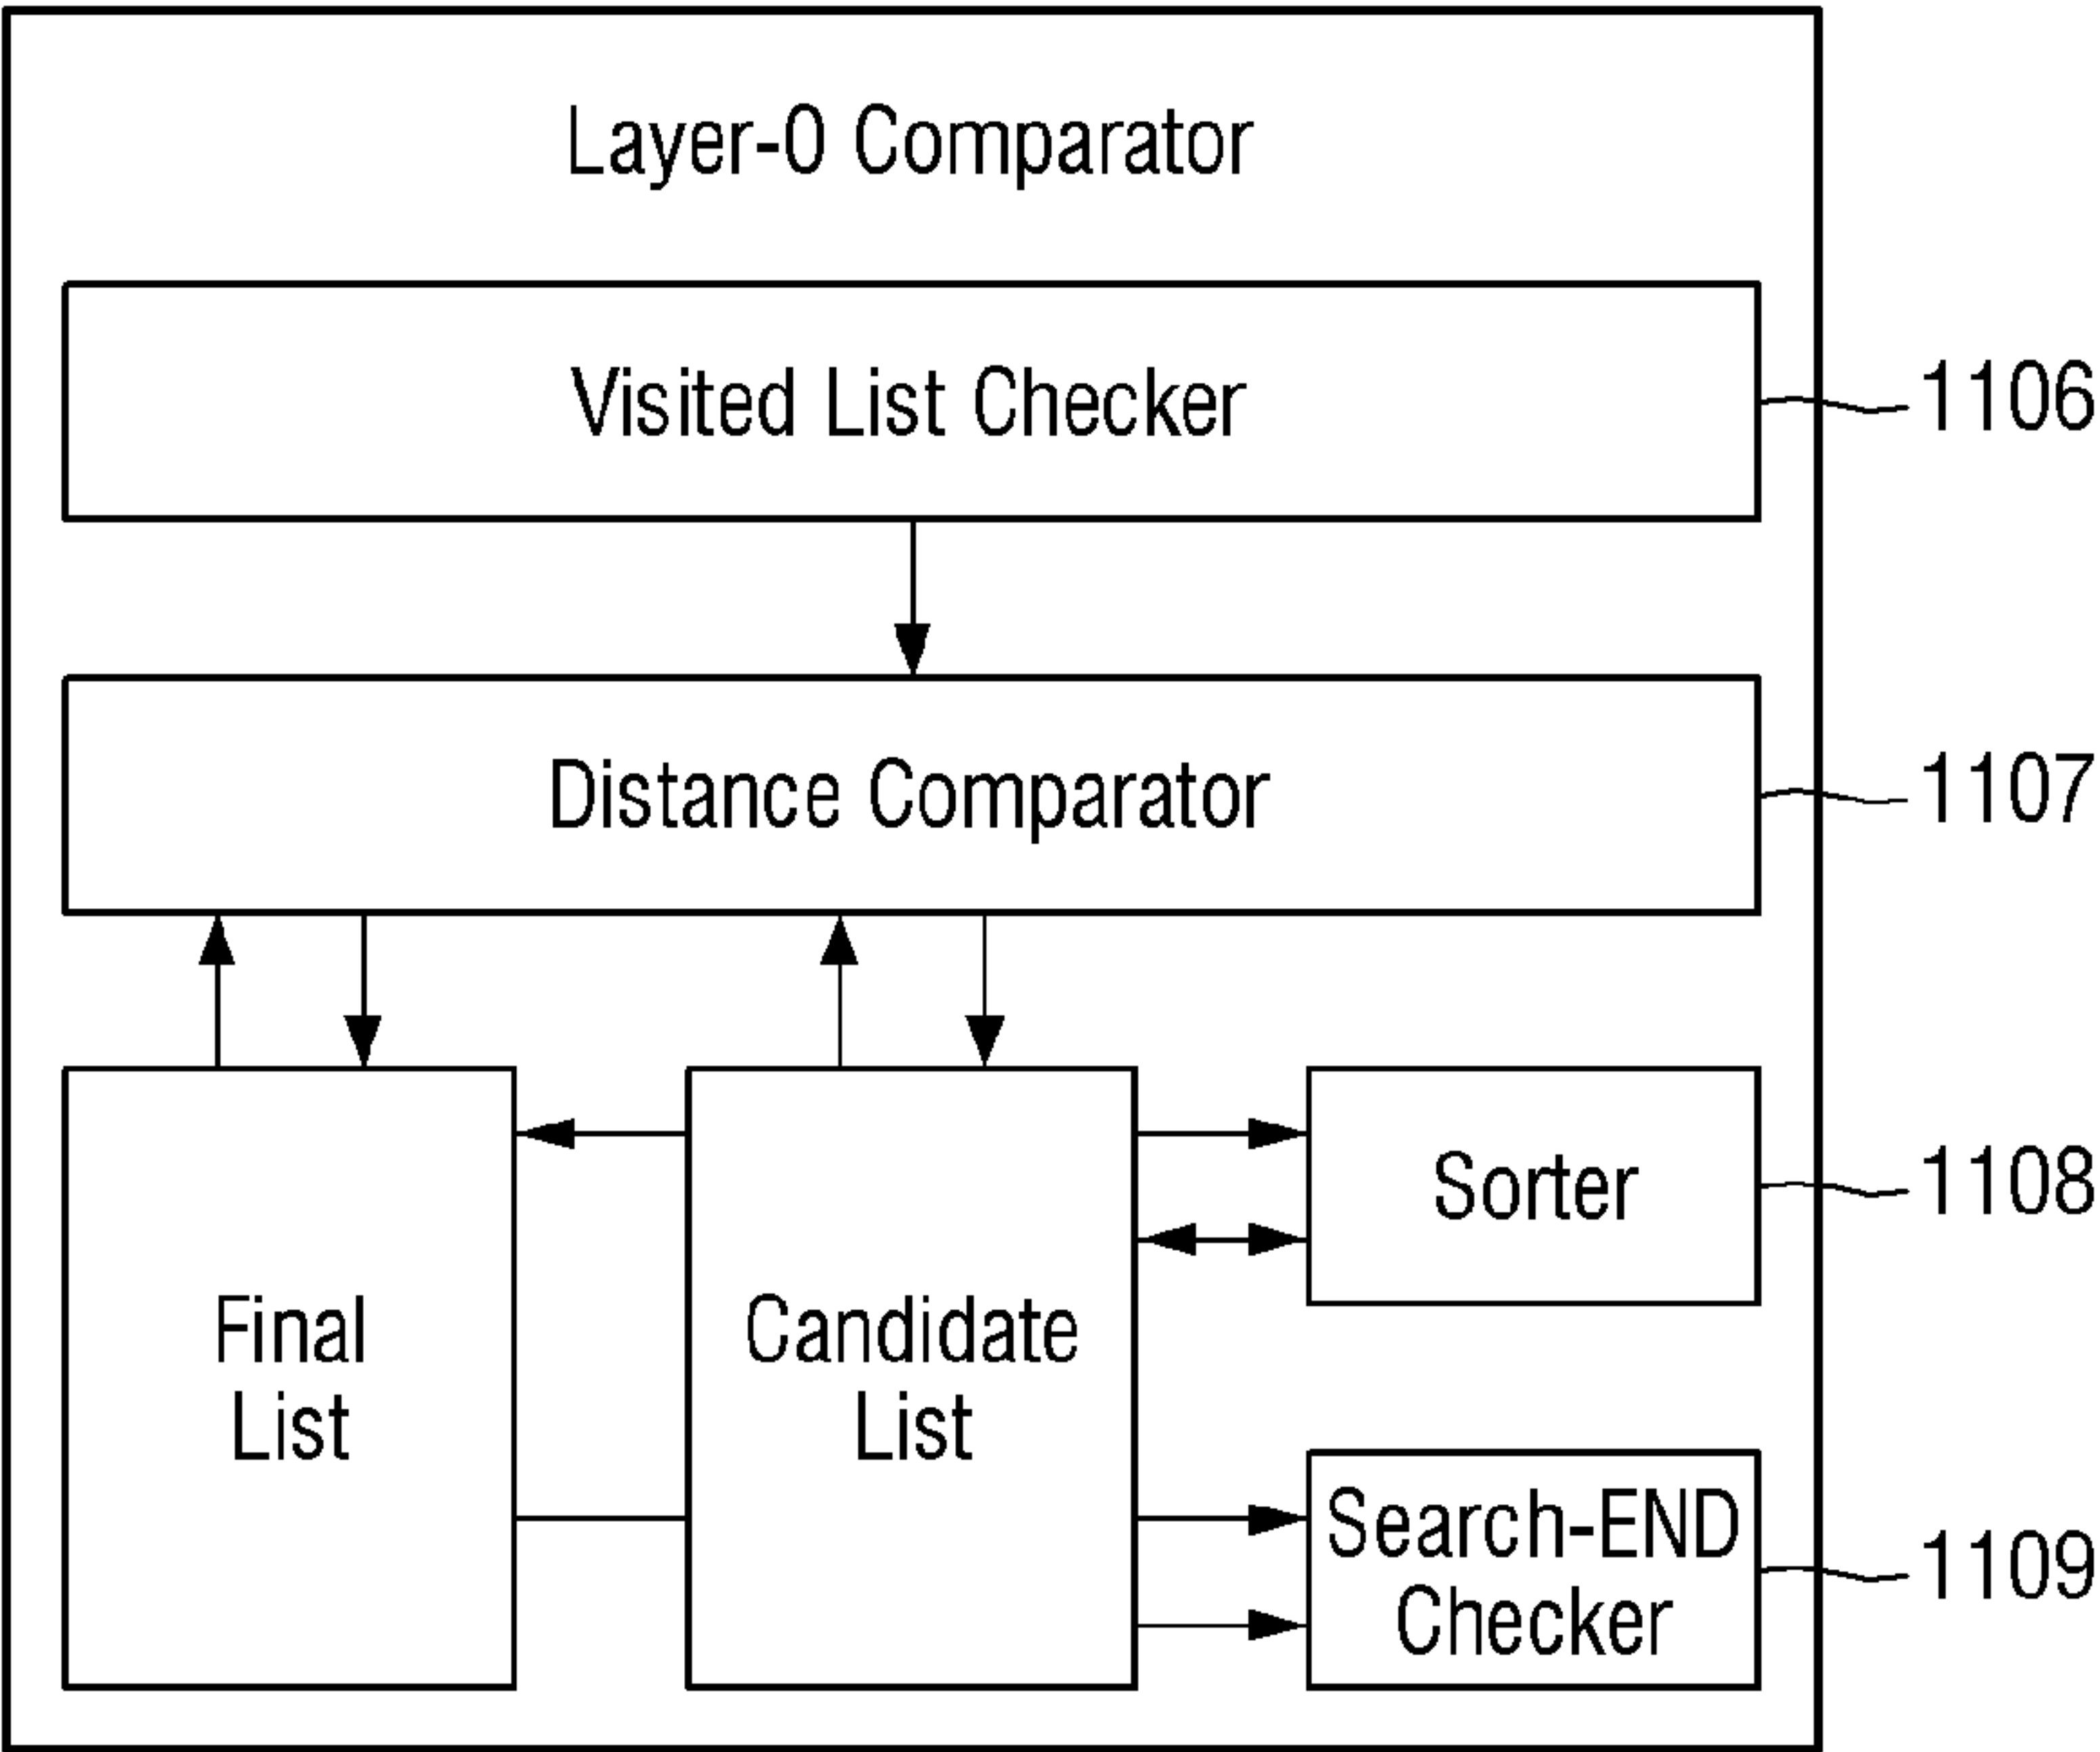 Layer-0 Comparator
Visited List Checker
1106
Distance Comparator
1107
Final
List
Candidate
List
Sorter
1108
Search-END
Checker
1109